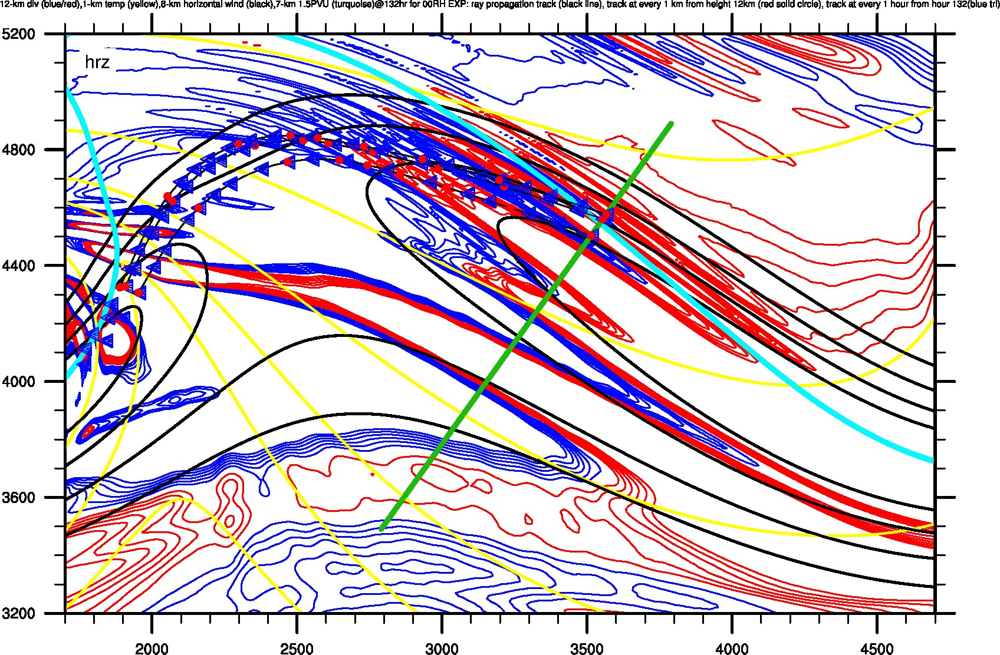 12-km div (blue/red),1-km temp (yellow),8-km horizontal wind (black),7-km 1.5PVU (turquoise)@132hr for 00RH EXP: ray propagation track (black line), track at every 1 km from height 12km (red solid circle), track at every 1 hour from hour 132(blue tri)
5200
hrz
4800
4400
4000
3600
3200
2000 2500 3000 3500 4000 4500